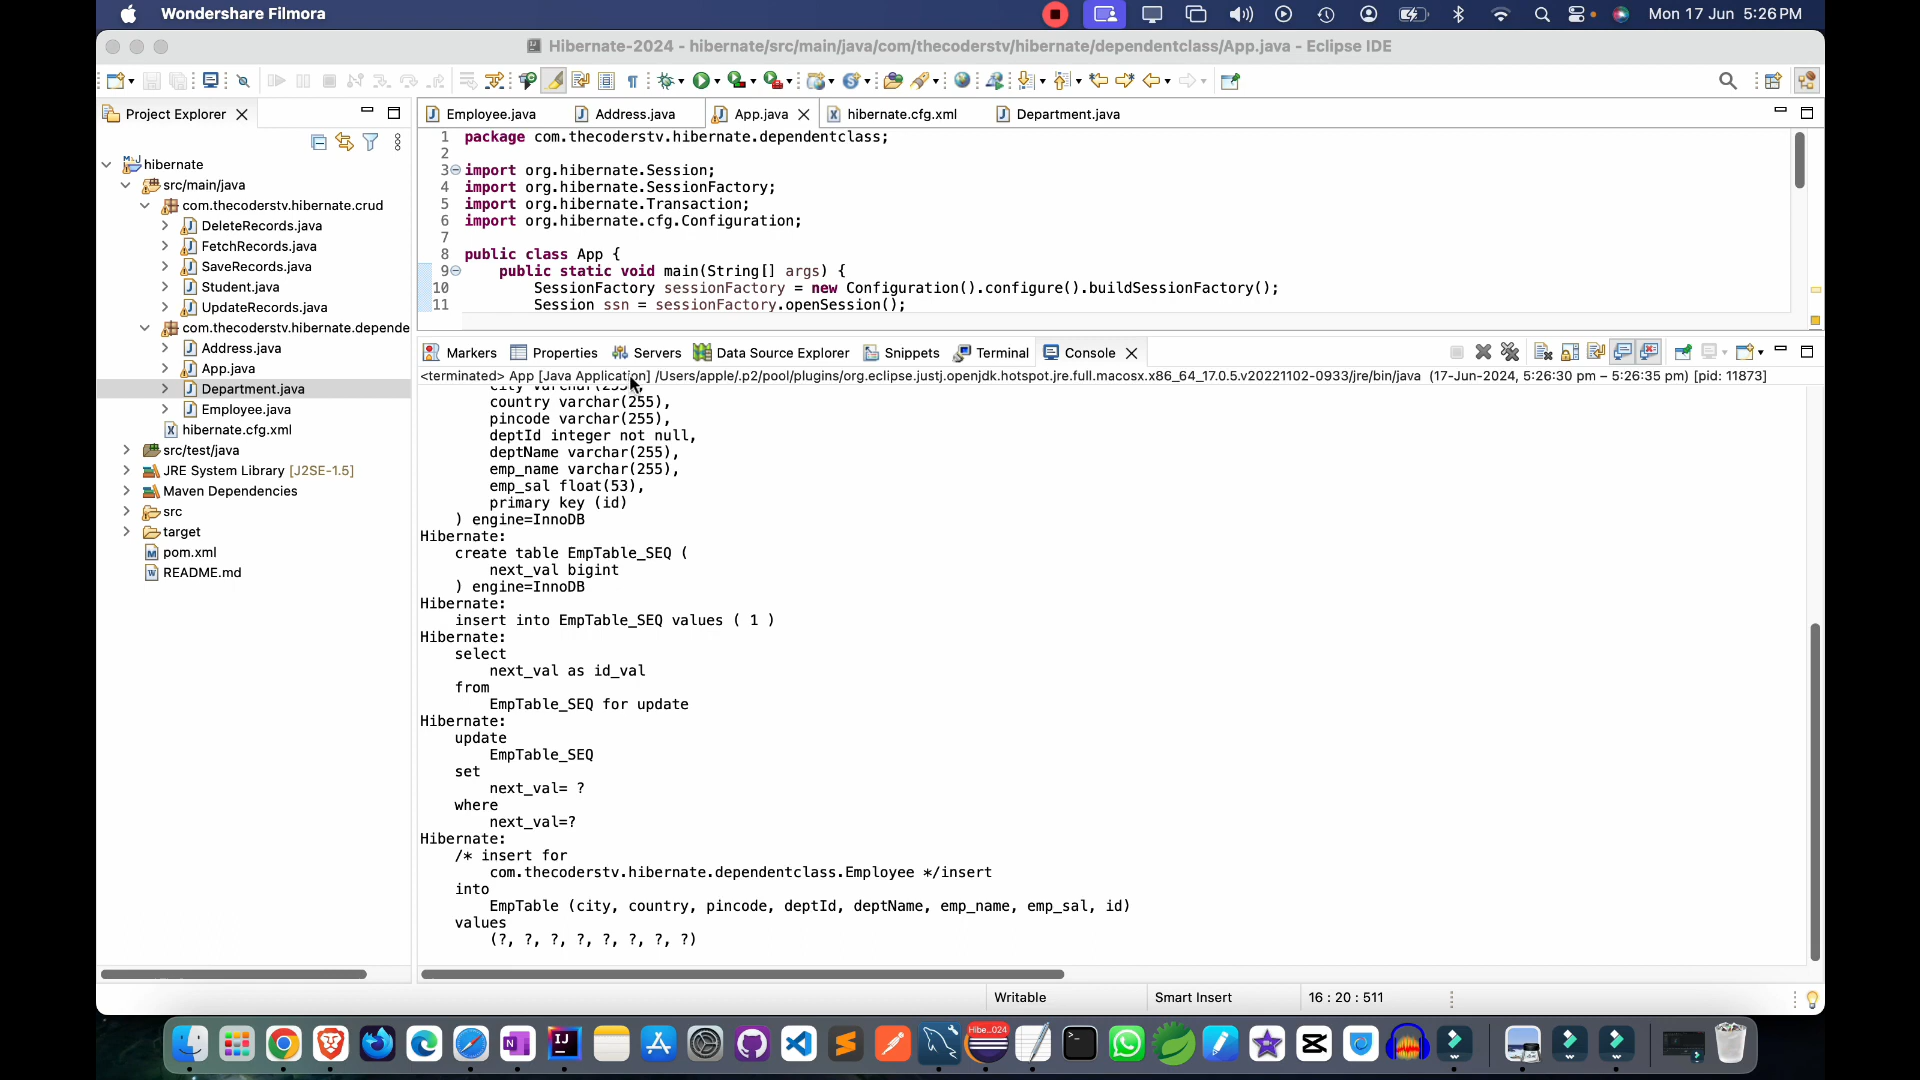 Wondershare Filmora
Mon 17 Jun 5:26 PM
Hibernate-2024 - hibernate/src/main/java/com/thecoderstv/hibernate/dependentclass/App.java - Eclipse IDE
Project Explorer
hibernate
src/main/java
com.thecoderstv.hibernate.crud
DeleteRecords.java
FetchRecords.java
SaveRecords.java
Student.java
UpdateRecords.java
com.thecoderstv.hibernate.depende
Address.java
App.java
Department.java
Employee.java
hibernate.cfg.xml
src/test/java
JRE System Library [J2SE-1.5]
Maven Dependencies
src
target
pom.xml
README.md
Employee.java Address.java App.java hibernate.cfg.xml Department.java
1 package com.thecoderstv.hibernate.dependentclass;
2
3 import org.hibernate.Session;
4 import org.hibernate.SessionFactory;
5 import org.hibernate.Transaction;
6 import org.hibernate.cfg.Configuration;
7
8 public class App {
9 public static void main(String[] args) {
10 SessionFactory sessionFactory = new Configuration().configure().buildSessionFactory();
11 Session ssn = sessionFactory.openSession();
Markers Properties Servers Data Source Explorer Snippets Terminal Console
<terminated> App [Java Application] /Users/apple/.p2/pool/plugins/org.eclipse.justj.openjdk.hotspot.jre.full.macosx.x86_64_17.0.5.v20221102-0933/jre/bin/java (17-Jun-2024, 5:26:30 pm – 5:26:35 pm) [pid: 11873]
city varchar(255),
country varchar(255),
pincode varchar(255),
deptId integer not null,
deptName varchar(255),
emp_name varchar(255),
emp_sal float(53),
primary key (id)
) engine=InnoDB
Hibernate:
create table EmpTable_SEQ (
next_val bigint
) engine=InnoDB
Hibernate:
insert into EmpTable_SEQ values ( 1 )
Hibernate:
select
next_val as id_val
from
EmpTable_SEQ for update
Hibernate:
update
EmpTable_SEQ
set
next_val= ?
where
next_val=?
Hibernate:
/* insert for
com.thecoderstv.hibernate.dependentclass.Employee */insert
into
EmpTable (city, country, pincode, deptId, deptName, emp_name, emp_sal, id)
values
(?, ?, ?, ?, ?, ?, ?, ?)
Writable Smart Insert 16 : 20 : 511
Hibe...024